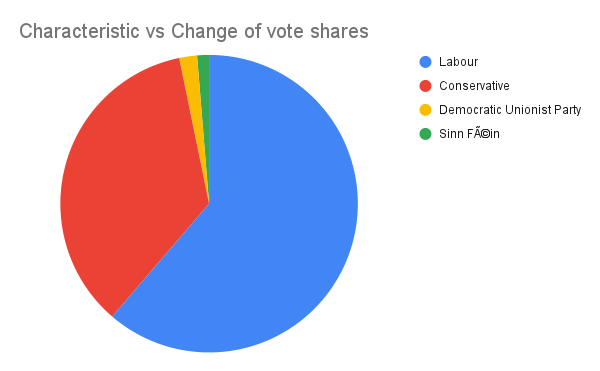 Characteristic vs Change of vote shares
Labour
Conservative
Democratic Unionist Party
Sinn FÃ©in